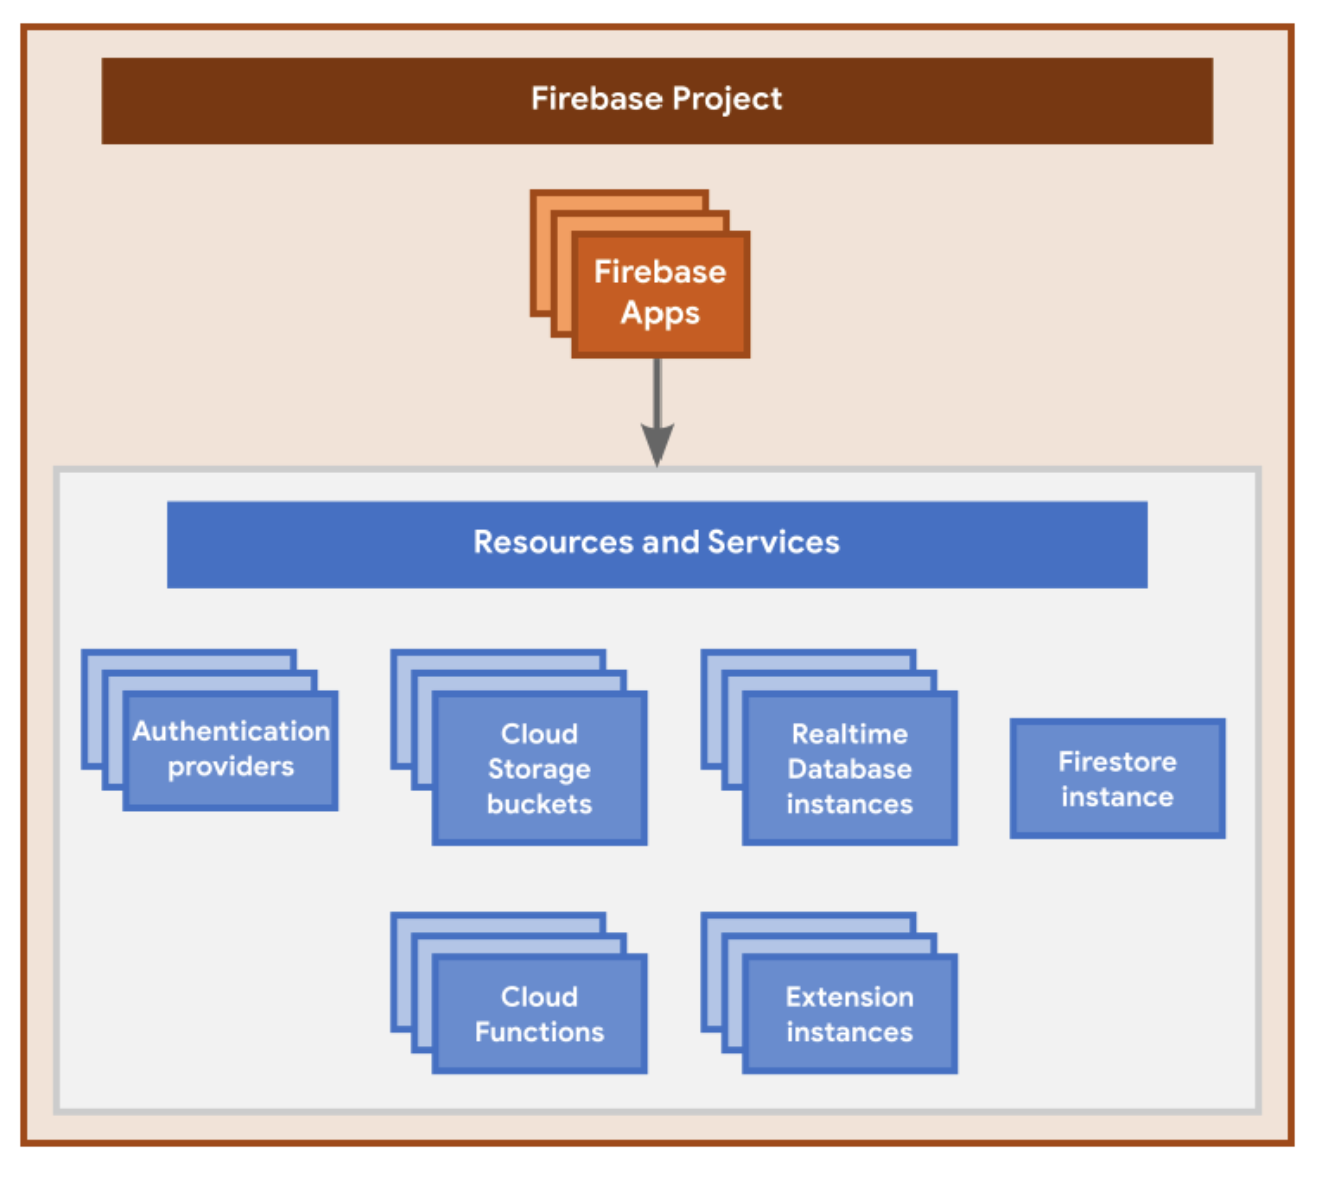 Firebase Project
Firebase
Apps
Resources and Services
Authentication
providers
Cloud
Storage
buckets
Realtime
Database
instances
Firestore
instance
Cloud
Functions
Extension
instances